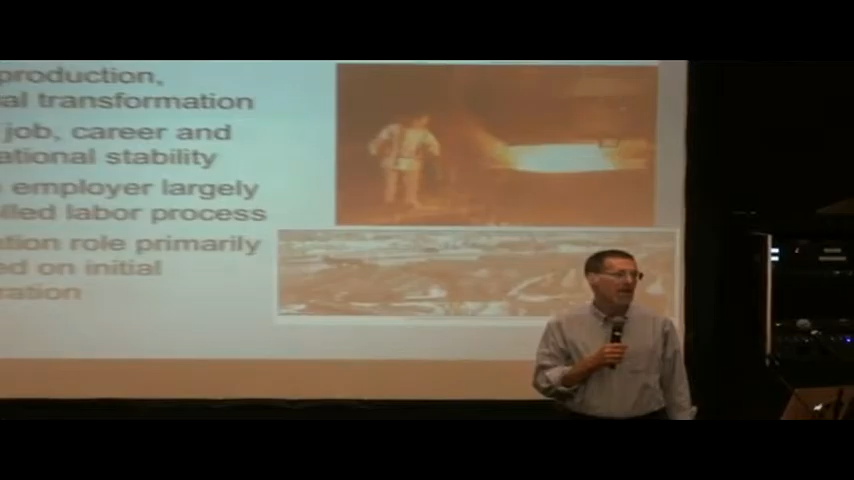 production,
al transformation
job, career and
ational stability
employer largely
lled labor process
tion role primarily
ed on initial
ration